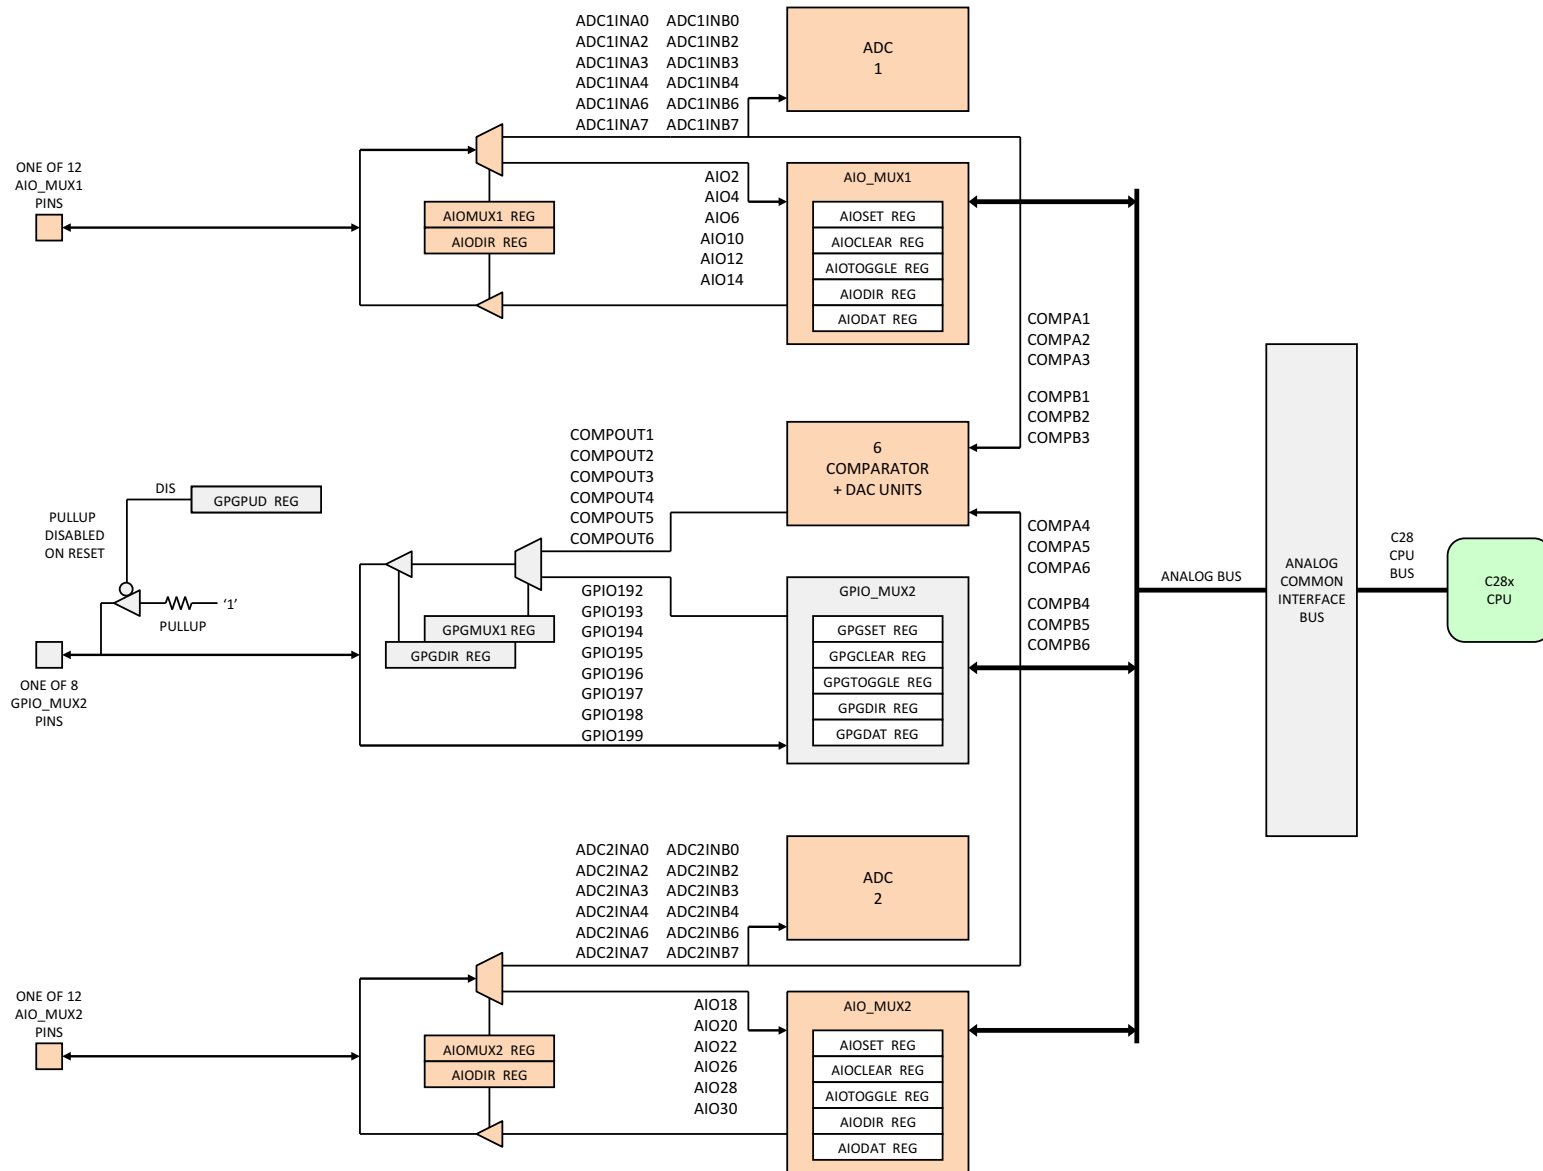 ADC1INA0 ADC1INB0
ADC1INA2 ADC1INB2
ADC1INA3 ADC1INB3
ADC1INA4 ADC1INB4
ADC1INA6 ADC1INB6
ADC1INA7 ADC1INB7
ADC
1
ONE OF 12
AIO_MUX1
PINS
AIOMUX1 REG
AIODIR REG
AIO2
AIO4
AIO6
AIO10
AIO12
AIO14
AIO_MUX1
AIOSET REG
AIOCLEAR REG
AIOTOGGLE REG
AIODIR REG
AIODAT REG
COMPA1
COMPA2
COMPA3
COMPB1
COMPB2
COMPB3
COMPOUT1
COMPOUT2
COMPOUT3
COMPOUT4
COMPOUT5
COMPOUT6
6
COMPARATOR
+ DAC UNITS
DIS
GPGPUD REG
PULLUP
DISABLED
ON RESET
‘1’
PULLUP
ONE OF 8
GPIO_MUX2
PINS
GPGMUX1 REG
GPGDIR REG
GPIO192
GPIO193
GPIO194
GPIO195
GPIO196
GPIO197
GPIO198
GPIO199
GPIO_MUX2
GPGSET REG
GPGCLEAR REG
GPGTOGGLE REG
GPGDIR REG
GPGDAT REG
COMPA4
COMPA5
COMPA6
COMPB4
COMPB5
COMPB6
ANALOG BUS
ANALOG
COMMON
INTERFACE
BUS
C28
CPU
BUS
C28x
CPU
ADC2INA0 ADC2INB0
ADC2INA2 ADC2INB2
ADC2INA3 ADC2INB3
ADC2INA4 ADC2INB4
ADC2INA6 ADC2INB6
ADC2INA7 ADC2INB7
ADC
2
ONE OF 12
AIO_MUX2
PINS
AIOMUX2 REG
AIODIR REG
AIO18
AIO20
AIO22
AIO26
AIO28
AIO30
AIO_MUX2
AIOSET REG
AIOCLEAR REG
AIOTOGGLE REG
AIODIR REG
AIODAT REG